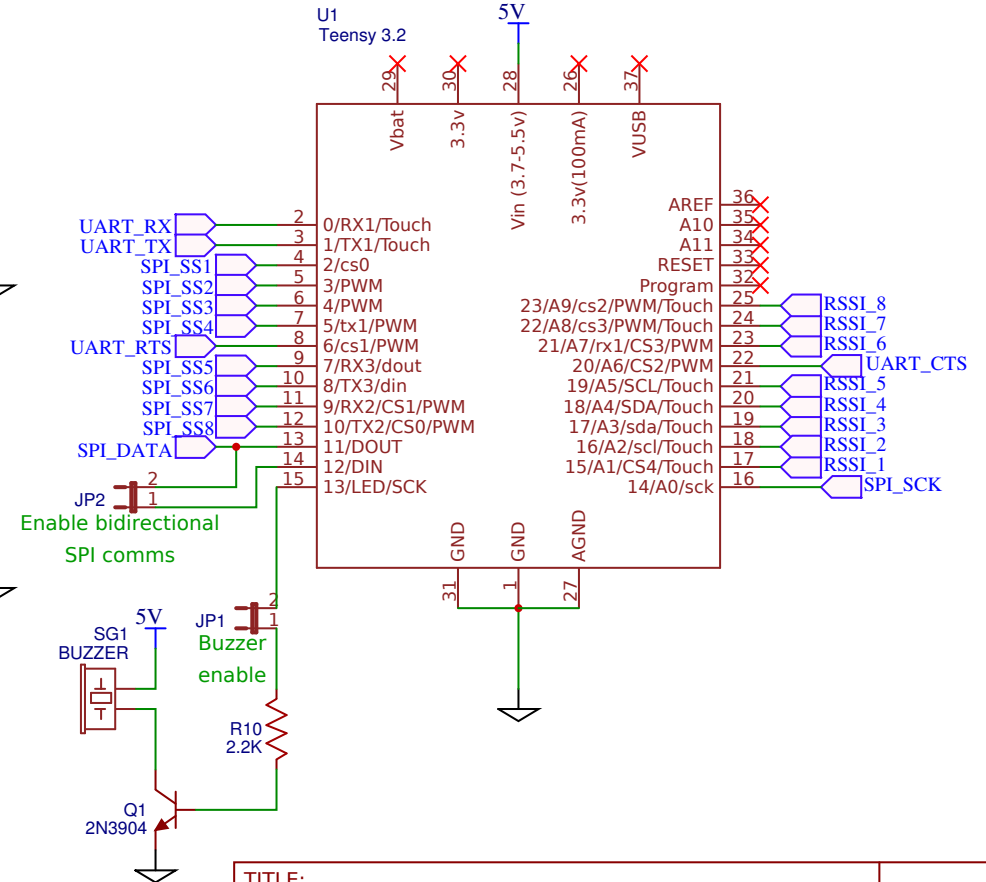 U1
Teensy 3.2
5V
29
30
28
26
37
Vbat
3.3v
Vin (3.7-5.5v)
3.3v(100mA)
VUSB
UART_RX 2 0/RX1/Touch
UART_TX 3 1/TX1/Touch
SPI_SS1 4 2/cs0
SPI_SS2 5 3/PWM
SPI_SS3 6 4/PWM
SPI_SS4 7 5/tx1/PWM
UART_RTS 8 6/cs1/PWM
SPI_SS5 9 7/RX3/dout
SPI_SS6 10 8/TX3/din
SPI_SS7 11 9/RX2/CS1/PWM
SPI_SS8 12 10/TX2/CS0/PWM
SPI_DATA 13 11/DOUT
14 12/DIN
15 13/LED/SCK
AREF 36
A10 35
A11 34
RESET 33
Program 32
23/A9/cs2/PWM/Touch 25 RSSI_8
22/A8/cs3/PWM/Touch 24 RSSI_7
21/A7/rx1/CS3/PWM 23 RSSI_6
20/A6/CS2/PWM 22 UART_CTS
19/A5/SCL/Touch 21 RSSI_5
18/A4/SDA/Touch 20 RSSI_4
17/A3/sda/Touch 19 RSSI_3
16/A2/scl/Touch 18 RSSI_2
15/A1/CS4/Touch 17 RSSI_1
14/A0/sck 16 SPI_SCK
GND
GND
AGND
31
1
27
JP2
2
1
Enable bidirectional
SPI comms
JP1
2
1
Buzzer
enable
5V
SG1
BUZZER
R10
2.2K
Q1
2N3904
TITLE: